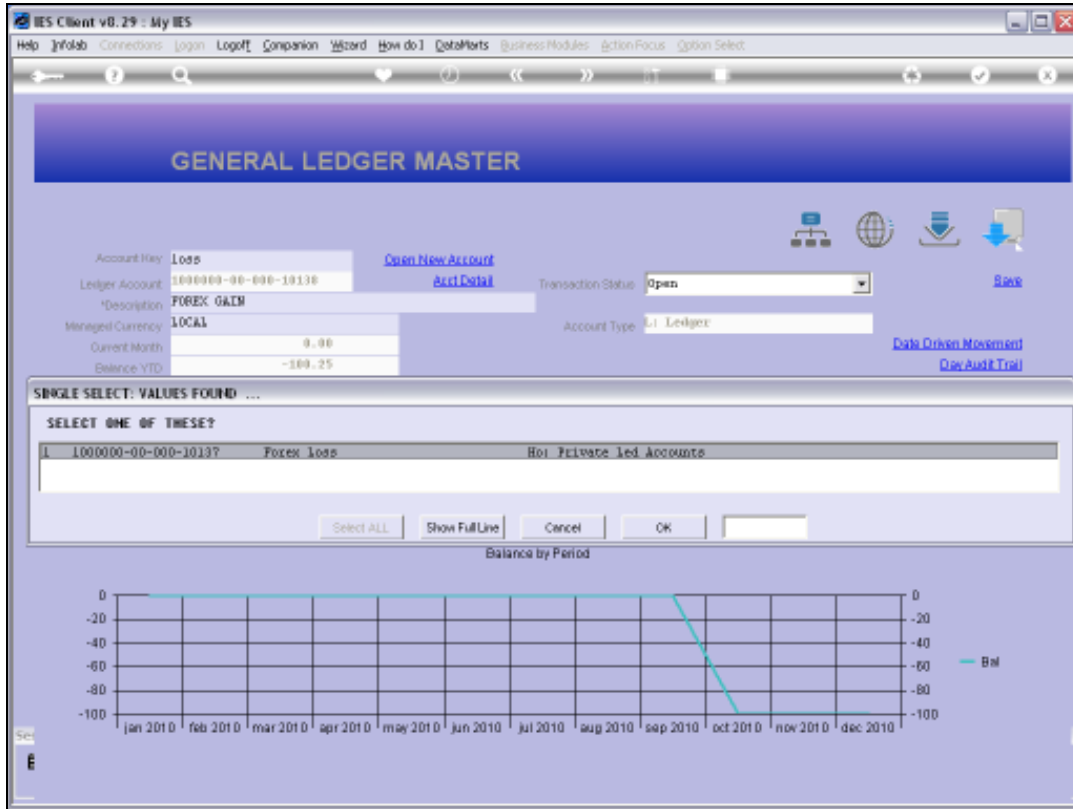 IES Client v8.29 : My IES
Help Infolab Connections Logon Logoff Companion Wizard How do I DataMarts Business Modules Action Focus Option Select
GENERAL LEDGER MASTER
Account Key Loss Open New Account
Ledger Account 1000000-00-000-10138 Acct Detail Transaction Status Open Save
*Description FOREX GAIN
Managed Currency LOCAL Account Type L: Ledger
Current Month 0.00 Date Driven Movement
Balance YTD -100.25 Day Audit Trail
SINGLE SELECT: VALUES FOUND ...
SELECT ONE OF THESE?
1 1000000-00-000-10137 Forex Loss Ho: Private Led Accounts
Select ALL Show Full Line Cancel OK
Balance by Period
0 0
-20 -20
-40 -40
-60 -60 Bal
-80 -80
-100 -100
jan 2010 feb 2010 mar 2010 apr 2010 may 2010 jun 2010 jul 2010 aug 2010 sep 2010 oct 2010 nov 2010 dec 2010